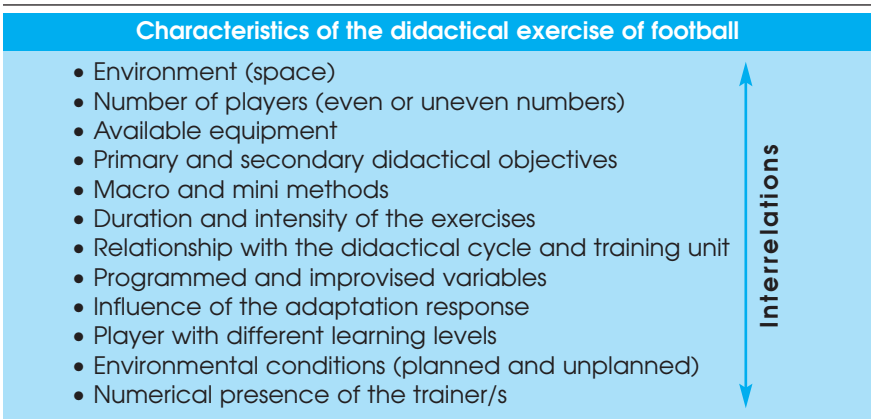 Characteristics of the didactical exercise of football
• Environment (space)
• Number of players (even or uneven numbers)
• Available equipment
• Primary and secondary didactical objectives
• Macro and mini methods
• Duration and intensity of the exercises
• Relationship with the didactical cycle and training unit
• Programmed and improvised variables
• Influence of the adaptation response
• Player with different learning levels
• Environmental conditions (planned and unplanned)
• Numerical presence of the trainer/s
Interrelations